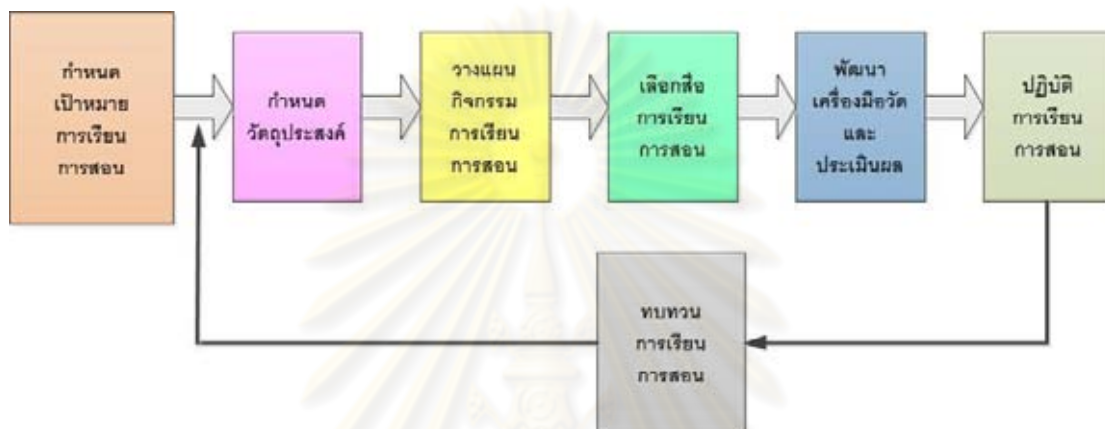 กำหนด
เป้าหมาย
การเรียน
การสอน
กำหนด
วัตถุประสงค์
วางแผน
กิจกรรม
การเรียน
การสอน
เลือกสื่อ
การเรียน
การสอน
พัฒนา
เครื่องมือวัด
และ
ประเมินผล
ปฏิบัติ
การเรียน
การสอน
ทบทวน
การเรียน
การสอน